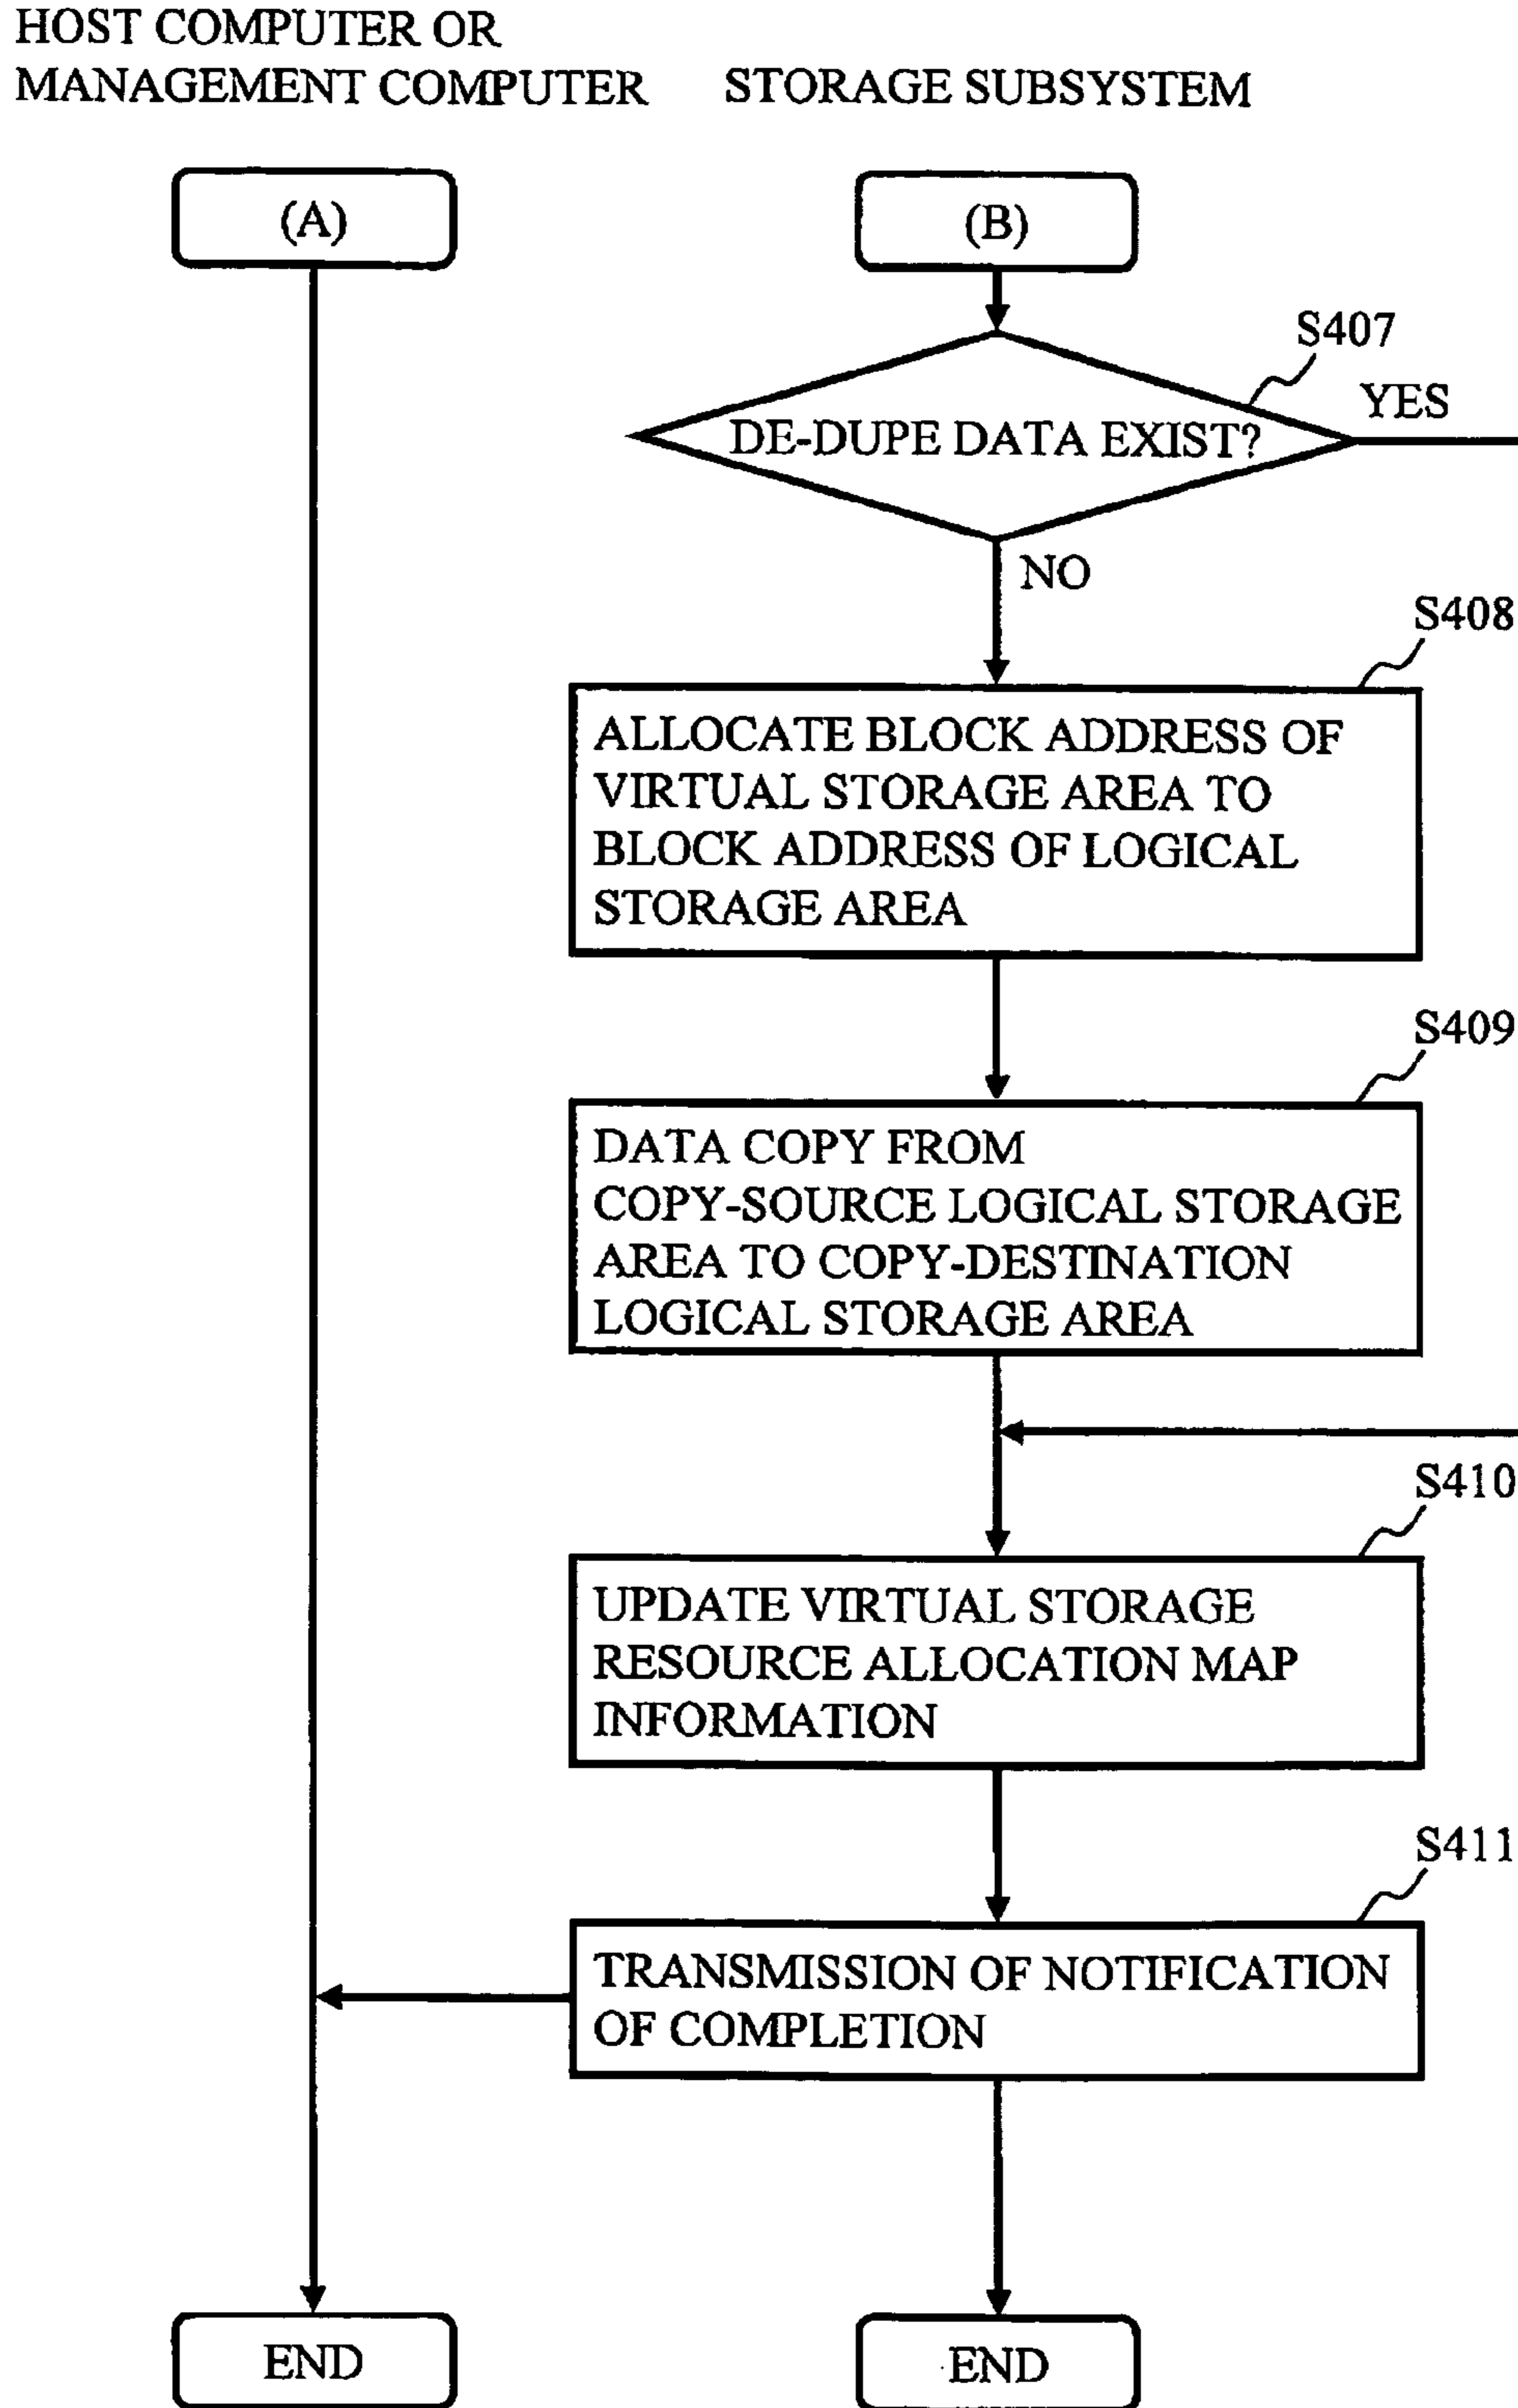 HOST COMPUTER OR
MANAGEMENT COMPUTER
STORAGE SUBSYSTEM
(A)
(B)
S407
DE-DUPE DATA EXIST?
YES
NO
S408
ALLOCATE BLOCK ADDRESS OF
VIRTUAL STORAGE AREA TO
BLOCK ADDRESS OF LOGICAL
STORAGE AREA
S409
DATA COPY FROM
COPY-SOURCE LOGICAL STORAGE
AREA TO COPY-DESTINATION
LOGICAL STORAGE AREA
S410
UPDATE VIRTUAL STORAGE
RESOURCE ALLOCATION MAP
INFORMATION
S411
TRANSMISSION OF NOTIFICATION
OF COMPLETION
END
END